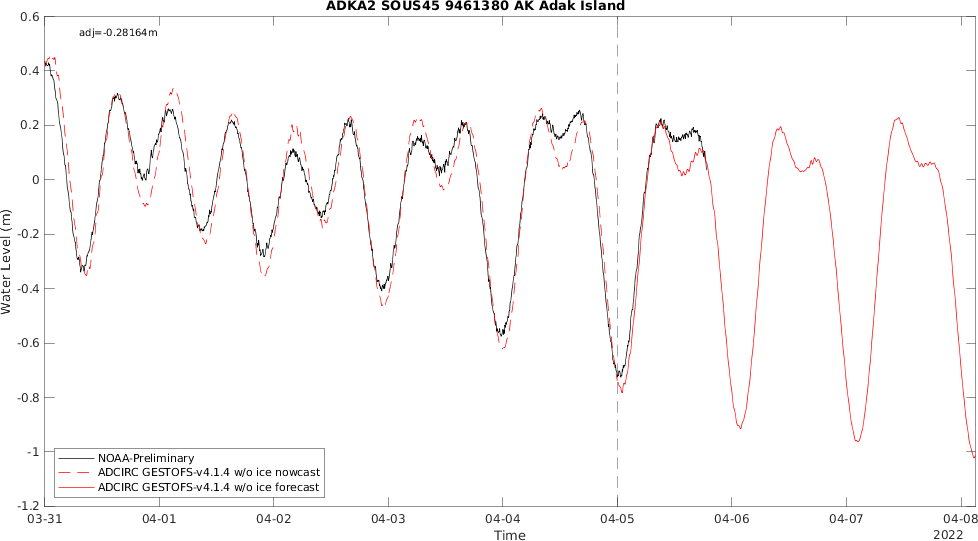 ADKA2 SOUS45 9461380 AK Adak Island
adj=-0.28164m
0.6
0.4
0.2
0
-0.2
-0.4
-0.6
-0.8
-1
-1.2
Water Level (m)
NOAA-Preliminary
ADCIRC GESTOFS-v4.1.4 w/o ice nowcast
ADCIRC GESTOFS-v4.1.4 w/o ice forecast
03-31 04-01 04-02 04-03 04-04 04-05 04-06 04-07 04-08
Time
2022